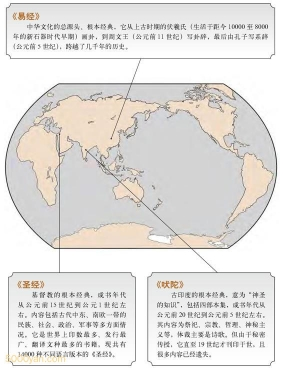 《易经》
中华文化的总源头，根本经典，它从上古时期的伏羲氏（生活于距今10000至8000
年的新石器时代早期）画卦，到周文王（公元前11世纪）写卦辞，最后由孔子写系辞
（公元前5世纪），跨越了几千年的历史。
《圣经》
基督教的根本经典，成书年代
从公元前15世纪到公元1世纪左
右。内容包括古代中东、南欧一带的
民族、社会、政治、军事等多方面情
况。它是世界上印数最多、发行最
广、翻译文种最多的书籍，现共有
14000种不同语言版本的《圣经》。
《吠陀》
古印度的根本经典，意为“神圣
的知识”，包括四部本集，成书年代从
公元前20世纪到公元前5世纪左右。
其内容为祭祀、宗教、哲理、神秘主
义等，体裁主要是诗歌。但由于秘密
传授，它直至19世纪才刊印于世，且
很多内容已经遗失。